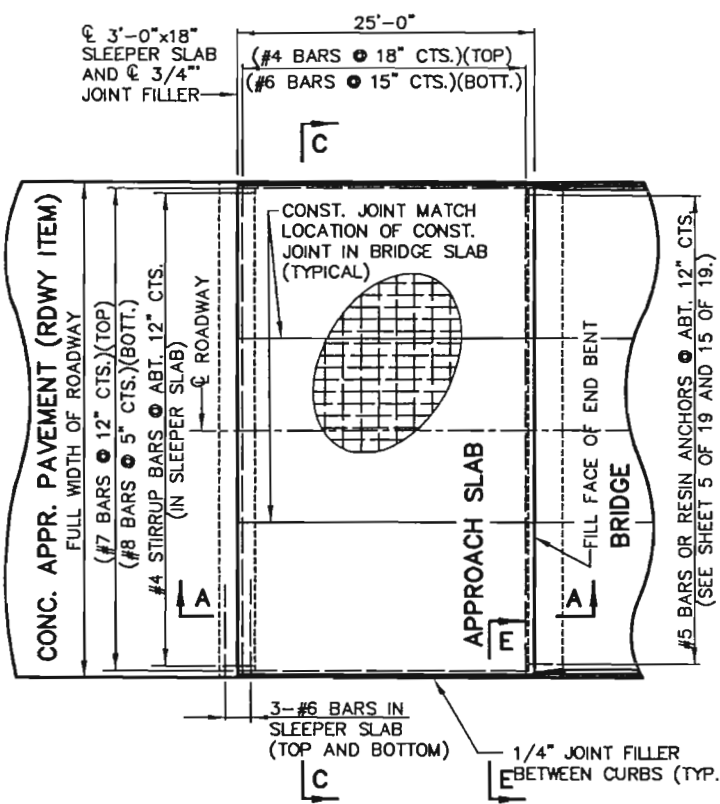 25'-0"
℄ 3'-0"x18"
SLEEPER SLAB
AND ℄ 3/4"
JOINT FILLER
(#4 BARS @ 18" CTS.)(TOP)
(#6 BARS @ 15" CTS.)(BOTT.)
C
CONC. APPR. PAVEMENT (RDWY ITEM)
FULL WIDTH OF ROADWAY
(#7 BARS @ 12" CTS.)(TOP)
(#8 BARS @ 5" CTS.)(BOTT.)
#4 STIRRUP BARS @ ABT. 12" CTS.
(IN SLEEPER SLAB)
℄ ROADWAY
CONST. JOINT MATCH
LOCATION OF CONST.
JOINT IN BRIDGE SLAB
(TYPICAL)
APPROACH SLAB
FILL FACE OF END BENT
BRIDGE
#5 BARS OR RESIN ANCHORS @ ABT. 12" CTS.
(SEE SHEET 5 OF 19 AND 15 OF 19.)
A
A
E
3-#6 BARS IN
SLEEPER SLAB
(TOP AND BOTTOM)
1/4" JOINT FILLER
BETWEEN CURBS (TYP.
C
E